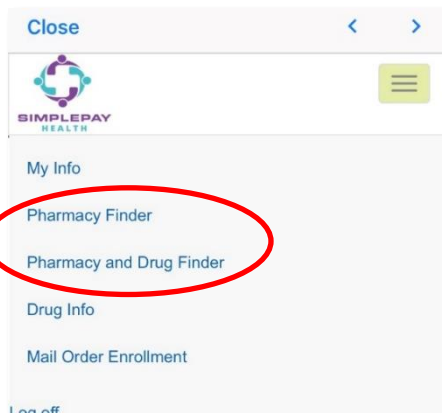 Close
SIMPLEPAY
HEALTH
My Info
Pharmacy Finder
Pharmacy and Drug Finder
Drug Info
Mail Order Enrollment
Log off